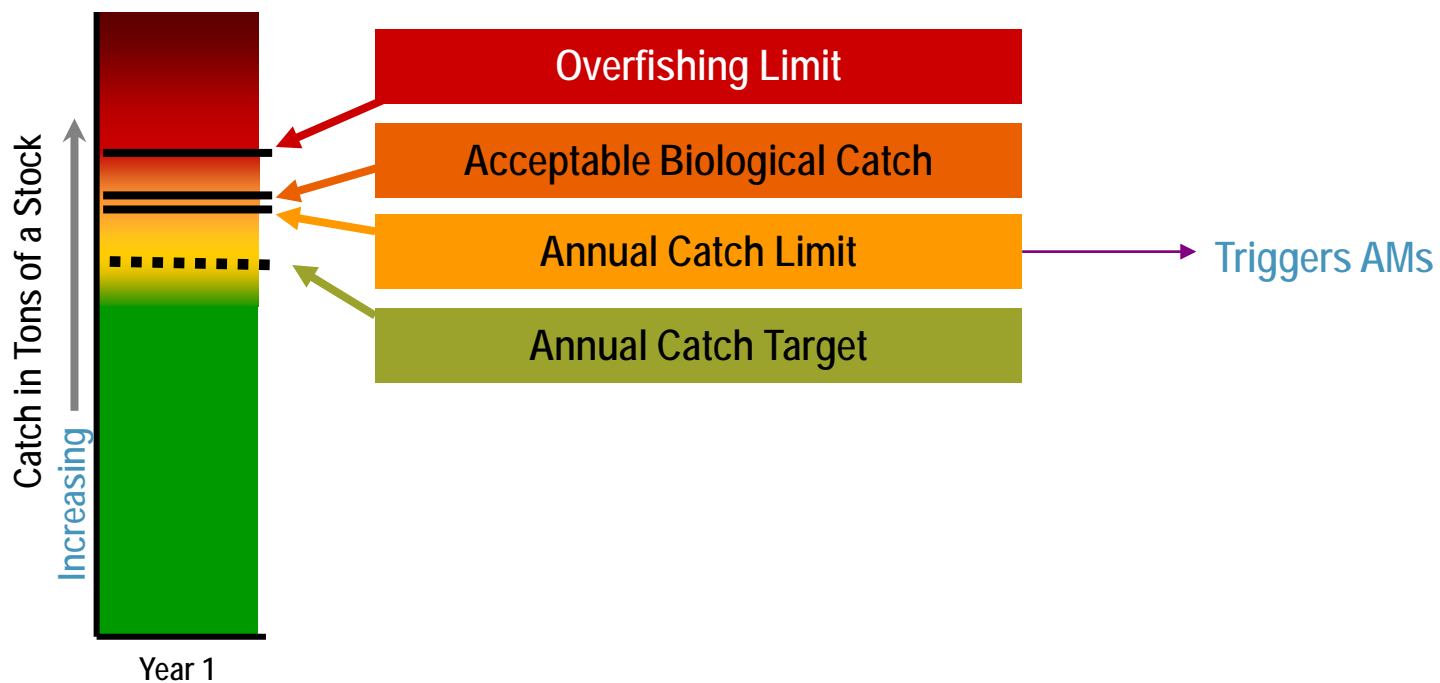 Catch in Tons of a Stock
Increasing
Overfishing Limit
Acceptable Biological Catch
Annual Catch Limit
Triggers AMs
Annual Catch Target
Year 1